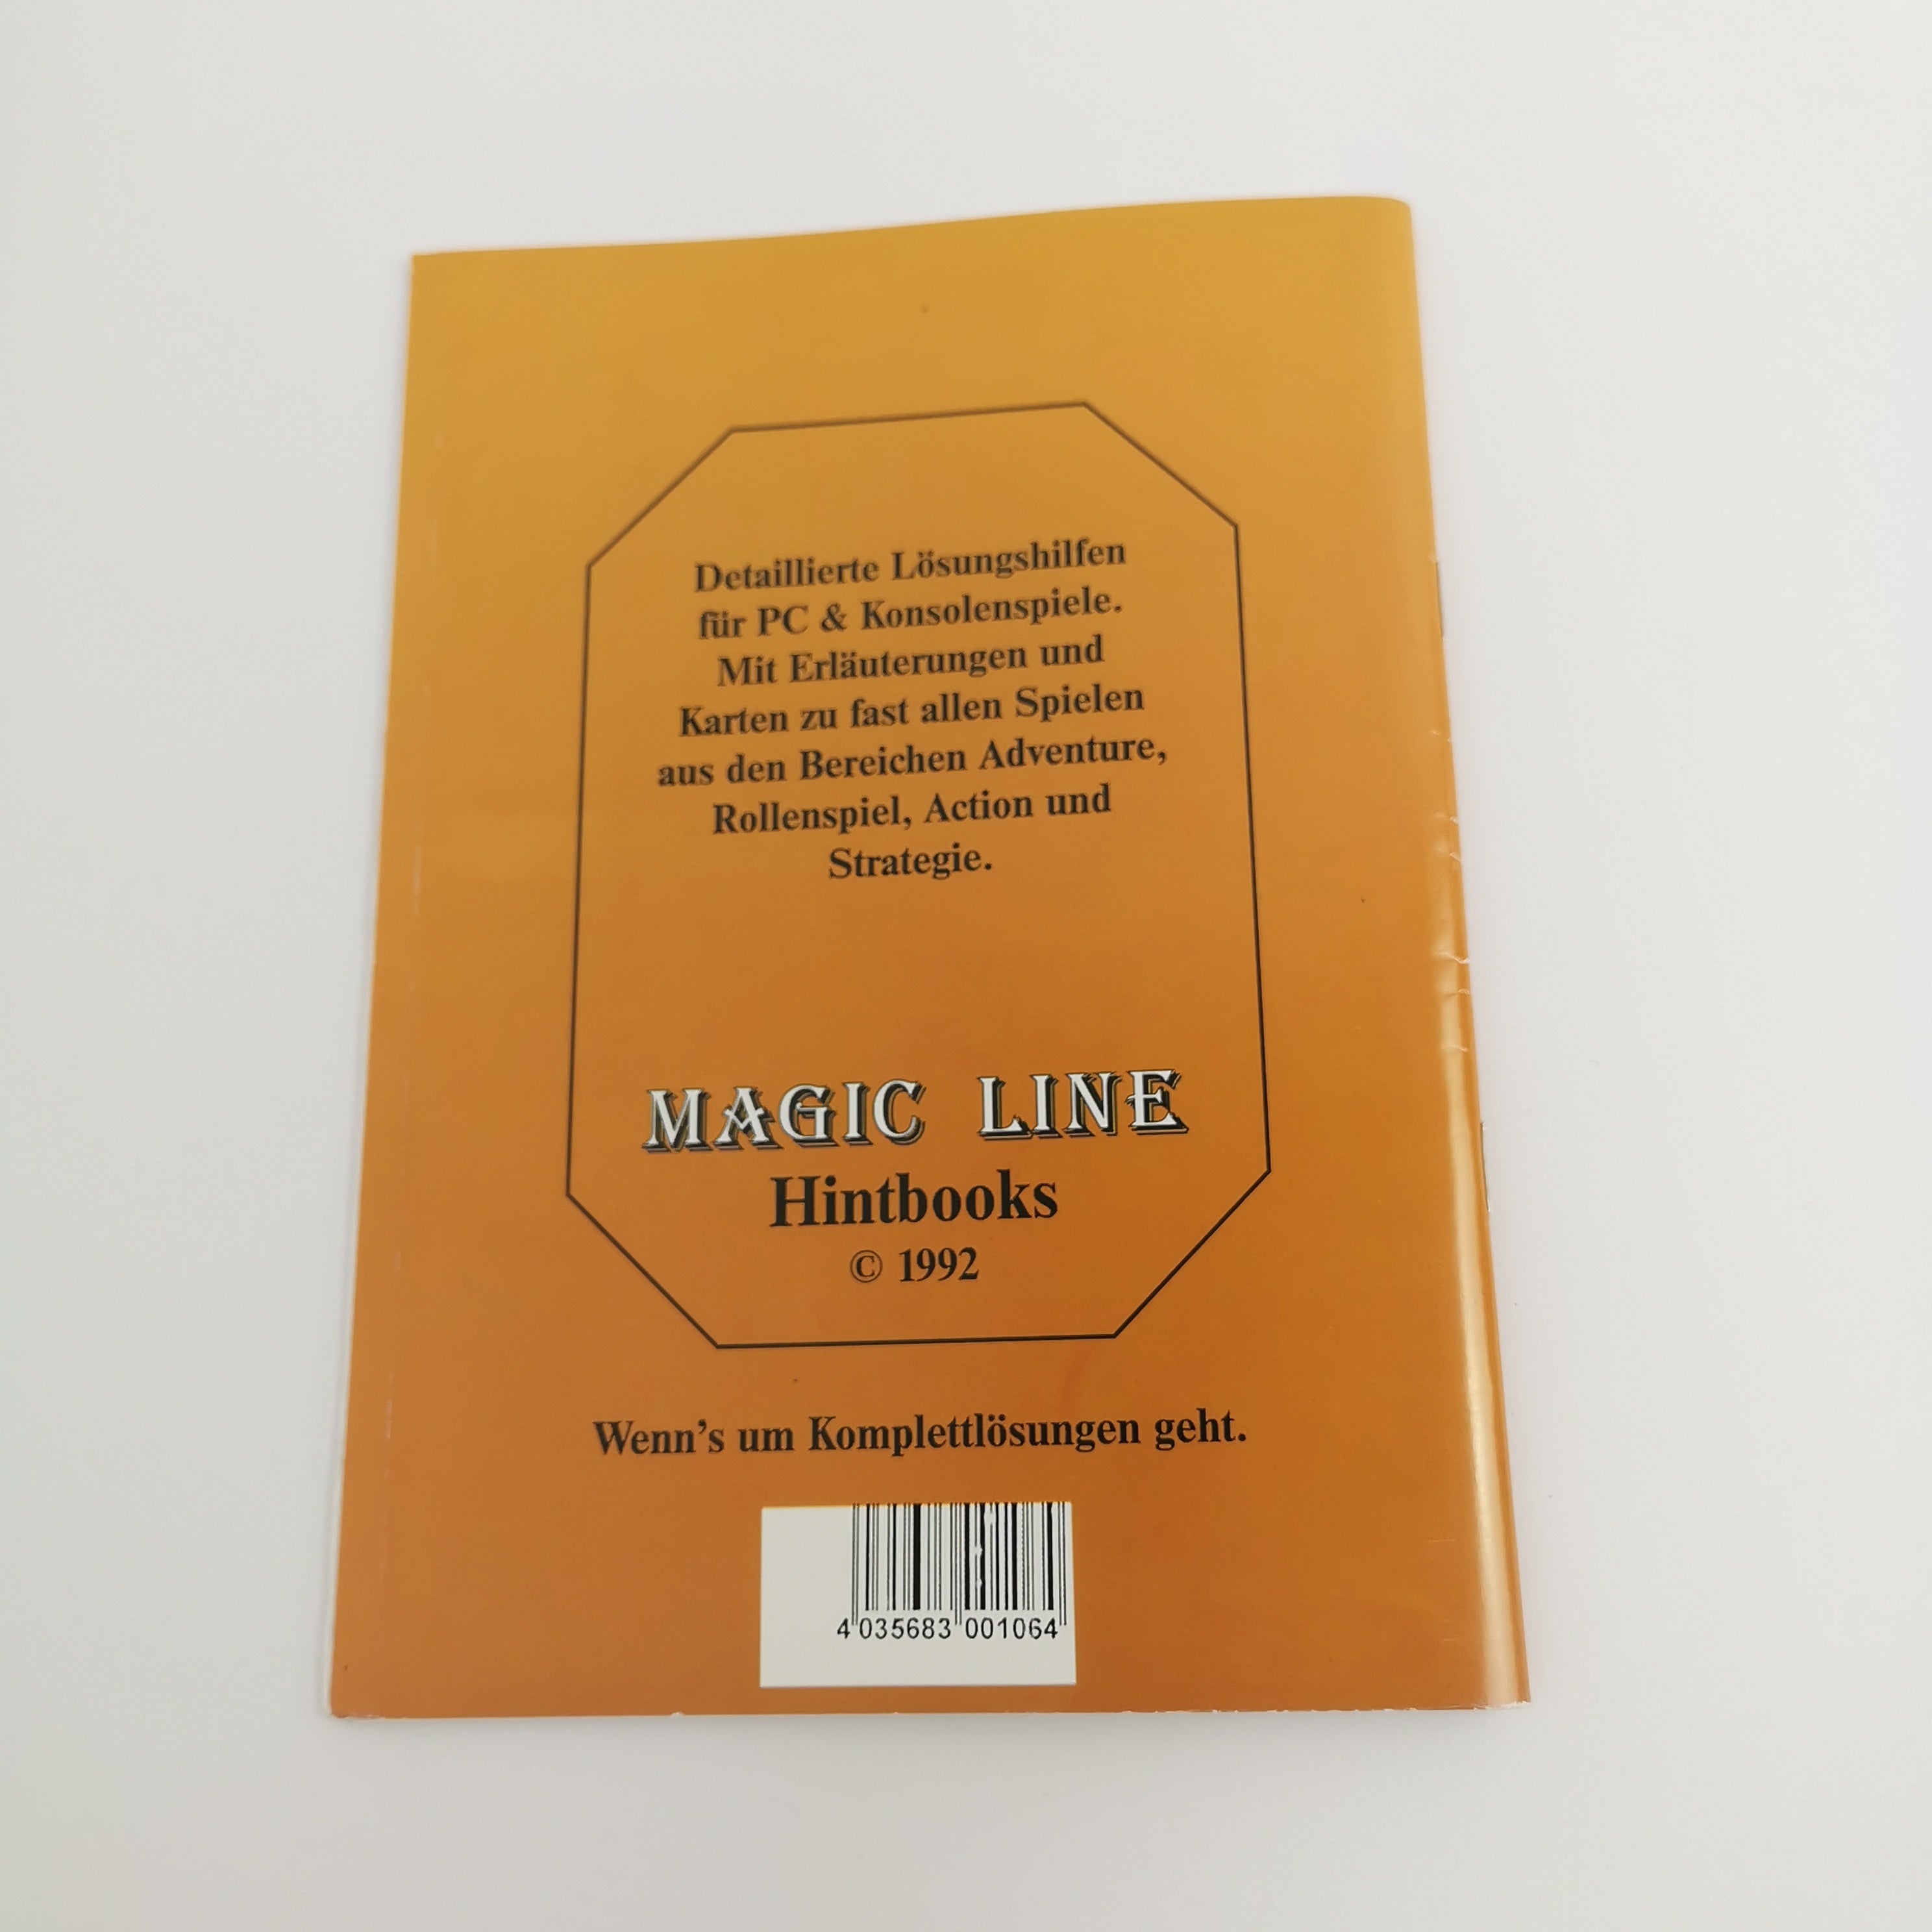 Detaillierte Lösungshilfen
für PC & Konsolenspiele.
Mit Erläuterungen und
Karten zu fast allen Spielen
aus den Bereichen Adventure,
Rollenspiel, Action und
Strategie.
MAGIC LINE
Hintbooks
© 1992
Wenn's um Komplettlösungen geht.
4 035683 001064